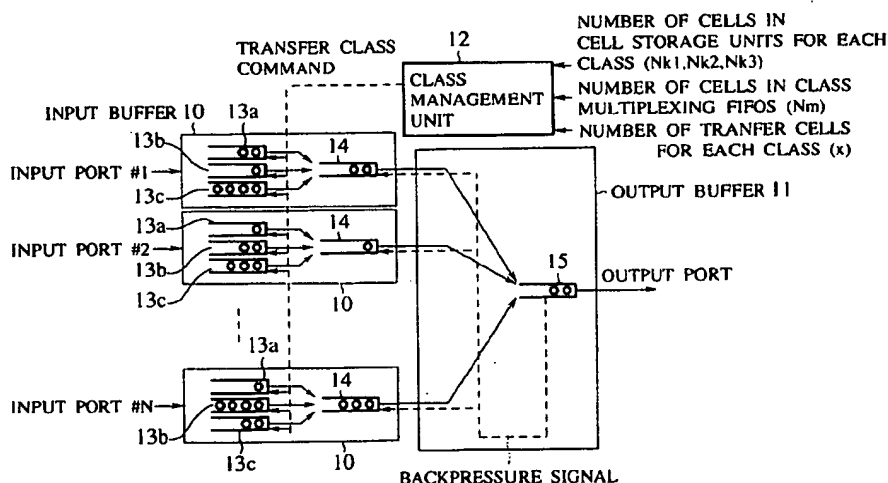 NUMBER OF CELLS IN
CELL STORAGE UNITS FOR EACH
CLASS (Nk1,Nk2,Nk3)
12
TRANSFER CLASS
COMMAND
CLASS
MANAGEMENT
UNIT
NUMBER OF CELLS IN CLASS
MULTIPLEXING FIFOS (Nm)
NUMBER OF TRANFER CELLS
FOR EACH CLASS (x)
INPUT BUFFER 10
13a
13b
14
INPUT PORT #1
13c
OUTPUT BUFFER 11
13a
14
INPUT PORT #2
13b
15
OUTPUT PORT
13c
10
13a
14
INPUT PORT #N
13b
13c
10
BACKPRESSURE SIGNAL